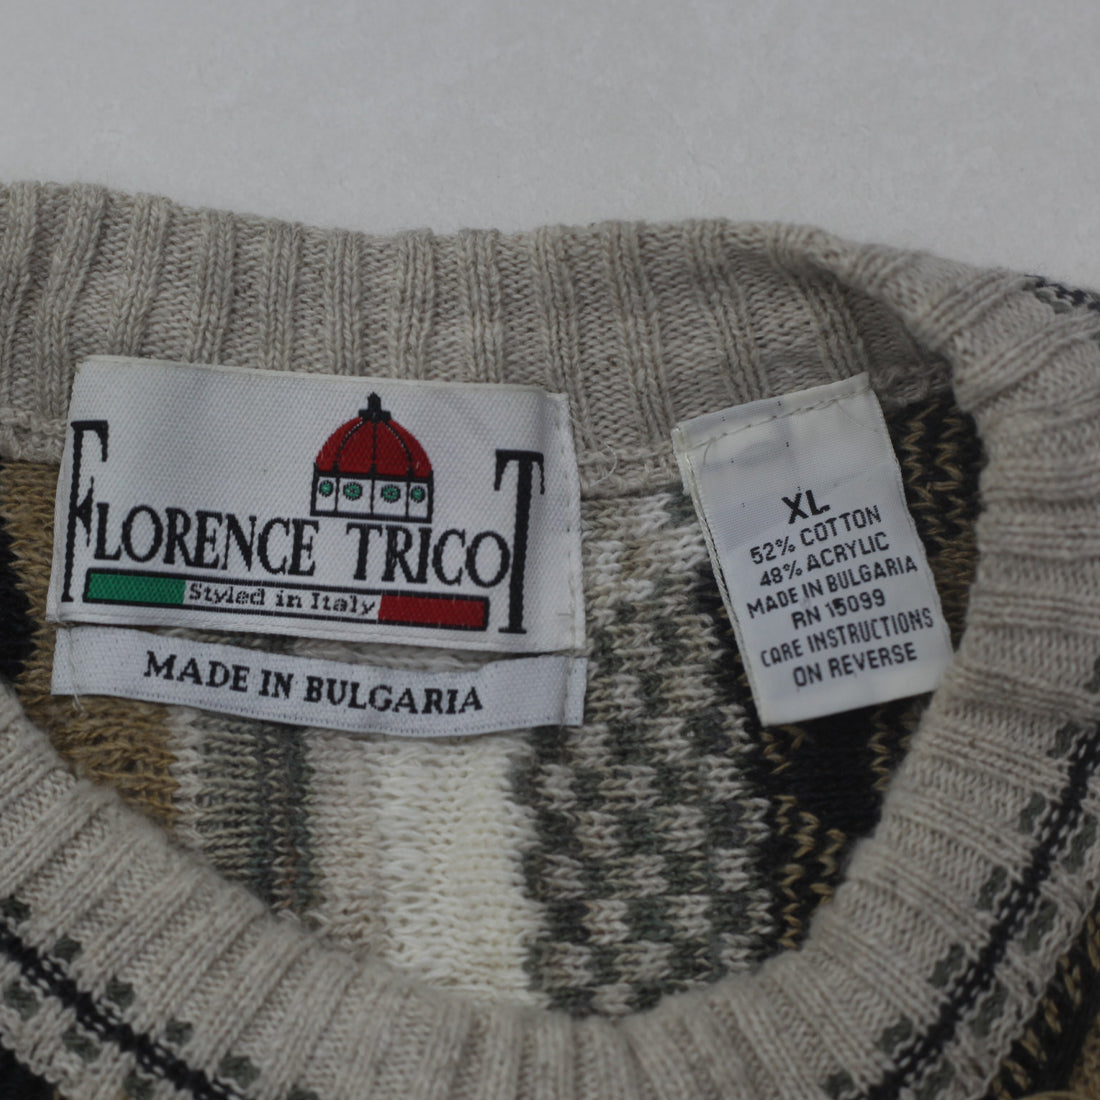 FLORENCE TRICOT
Styled in Italy
MADE IN BULGARIA
XL
52% COTTON
48% ACRYLIC
MADE IN BULGARIA
RN 15099
CARE INSTRUCTIONS
ON REVERSE